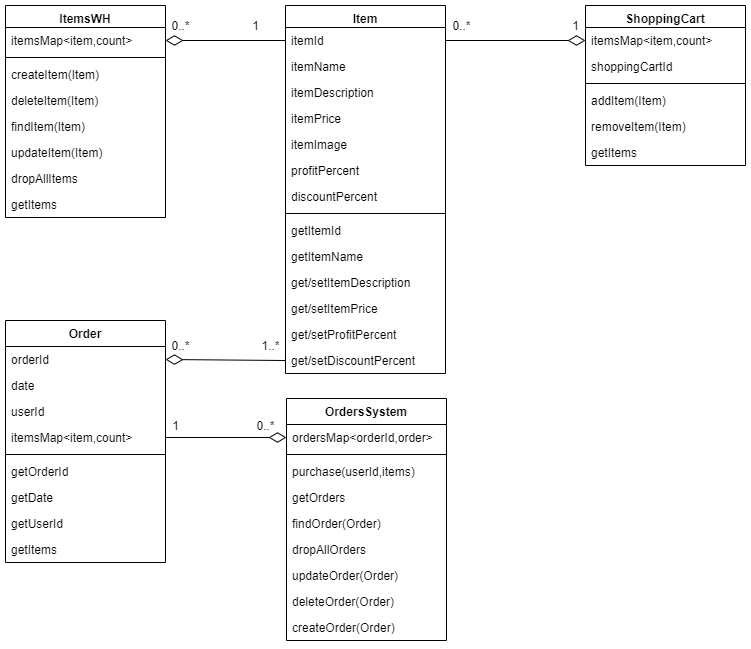 ItemsWH
itemsMap<item,count>
createItem(Item)
deleteItem(Item)
findItem(Item)
updateItem(Item)
dropAllItems
getItems
0..*
1
Item
itemId
itemName
itemDescription
itemPrice
itemImage
profitPercent
discountPercent
getItemId
getItemName
get/setItemDescription
get/setItemPrice
get/setProfitPercent
get/setDiscountPercent
0..*
1
ShoppingCart
itemsMap<item,count>
shoppingCartId
addItem(Item)
removeItem(Item)
getItems
Order
orderId
date
userId
itemsMap<item,count>
getOrderId
getDate
getUserId
getItems
0..*
1..*
1
0..*
OrdersSystem
ordersMap<orderId,order>
purchase(userId,items)
getOrders
findOrder(Order)
dropAllOrders
updateOrder(Order)
deleteOrder(Order)
createOrder(Order)